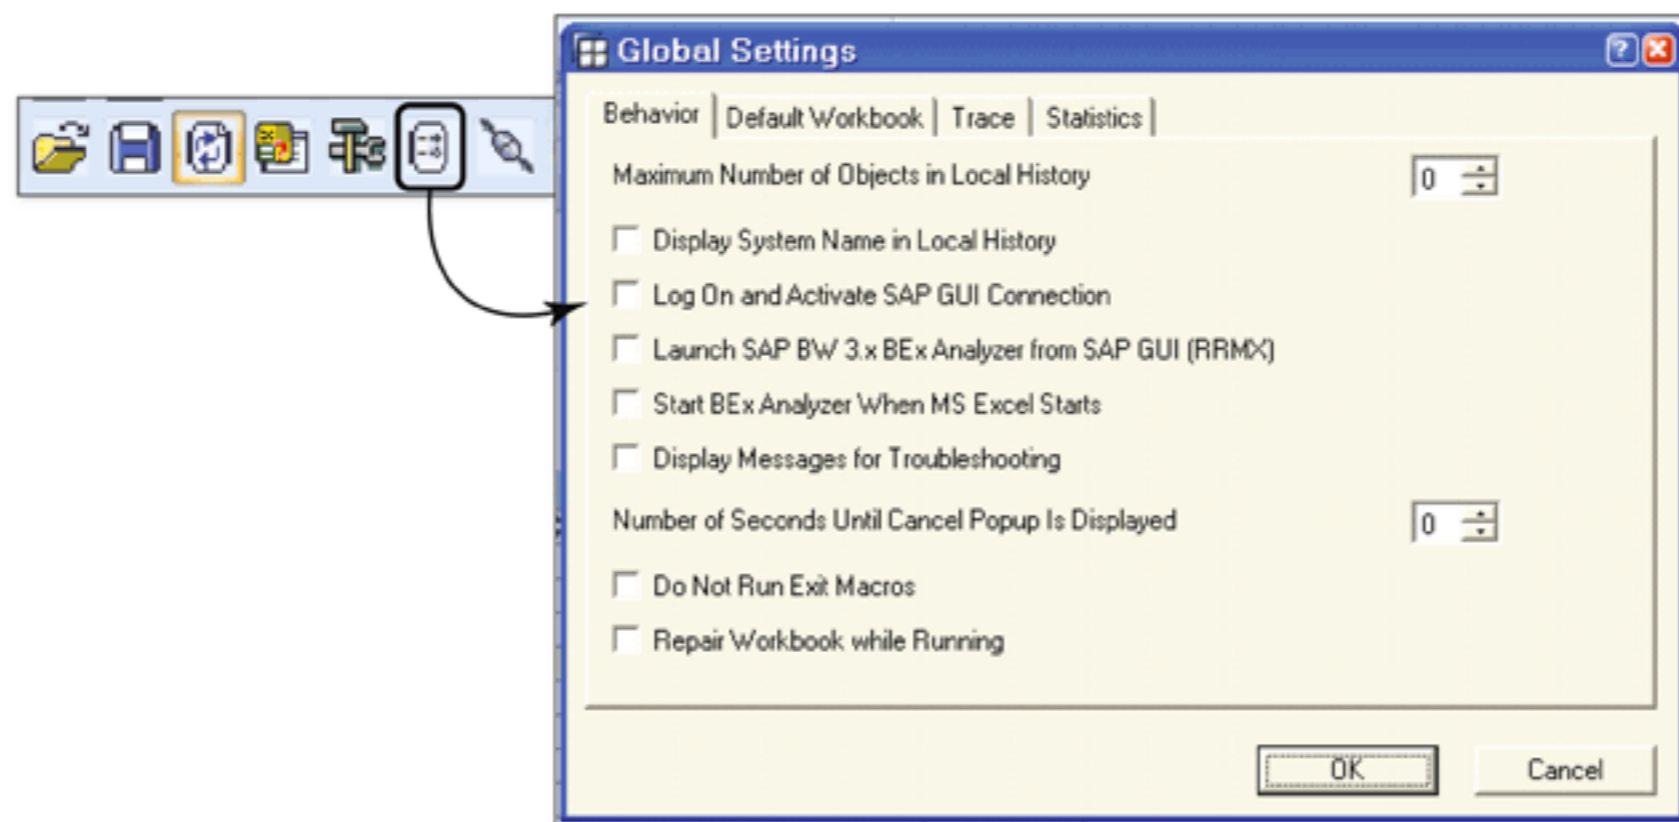 Global Settings
Behavior Default Workbook Trace Statistics
Maximum Number of Objects in Local History 0
Display System Name in Local History
Log On and Activate SAP GUI Connection
Launch SAP BW 3.x BEx Analyzer from SAP GUI (RRMX)
Start BEx Analyzer When MS Excel Starts
Display Messages for Troubleshooting
Number of Seconds Until Cancel Popup Is Displayed 0
Do Not Run Exit Macros
Repair Workbook while Running
OK Cancel